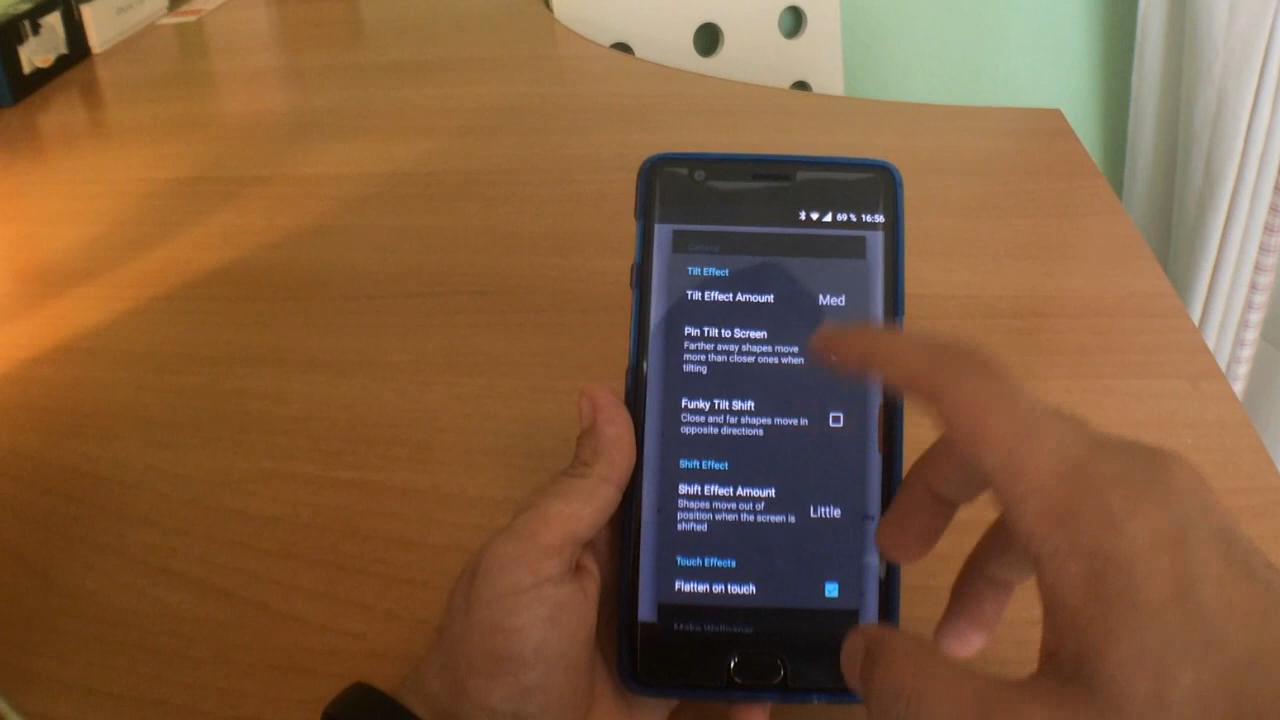 69 % 16:56
Tilt Effect
Tilt Effect Amount Med
Pin Tilt to Screen
Farther away shapes move
more than closer ones when
tilting
Funky Tilt Shift
Close and far shapes move in
opposite directions
Shift Effect
Shift Effect Amount
Shapes move out of
position when the screen is
shifted
Little
Touch Effects
Flatten on touch
Make Wallpaper